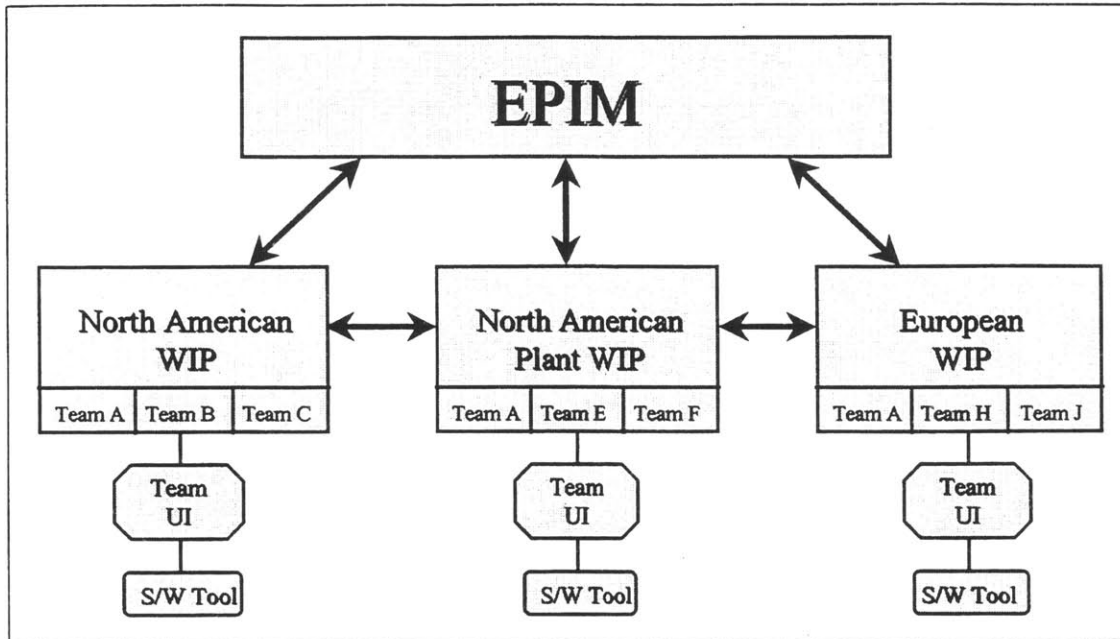 EPIM
North American
WIP
Team A
Team B
Team C
North American
Plant WIP
Team A
Team E
Team F
European
WIP
Team A
Team H
Team J
Team
UI
Team
UI
Team
UI
S/W Tool
S/W Tool
S/W Tool